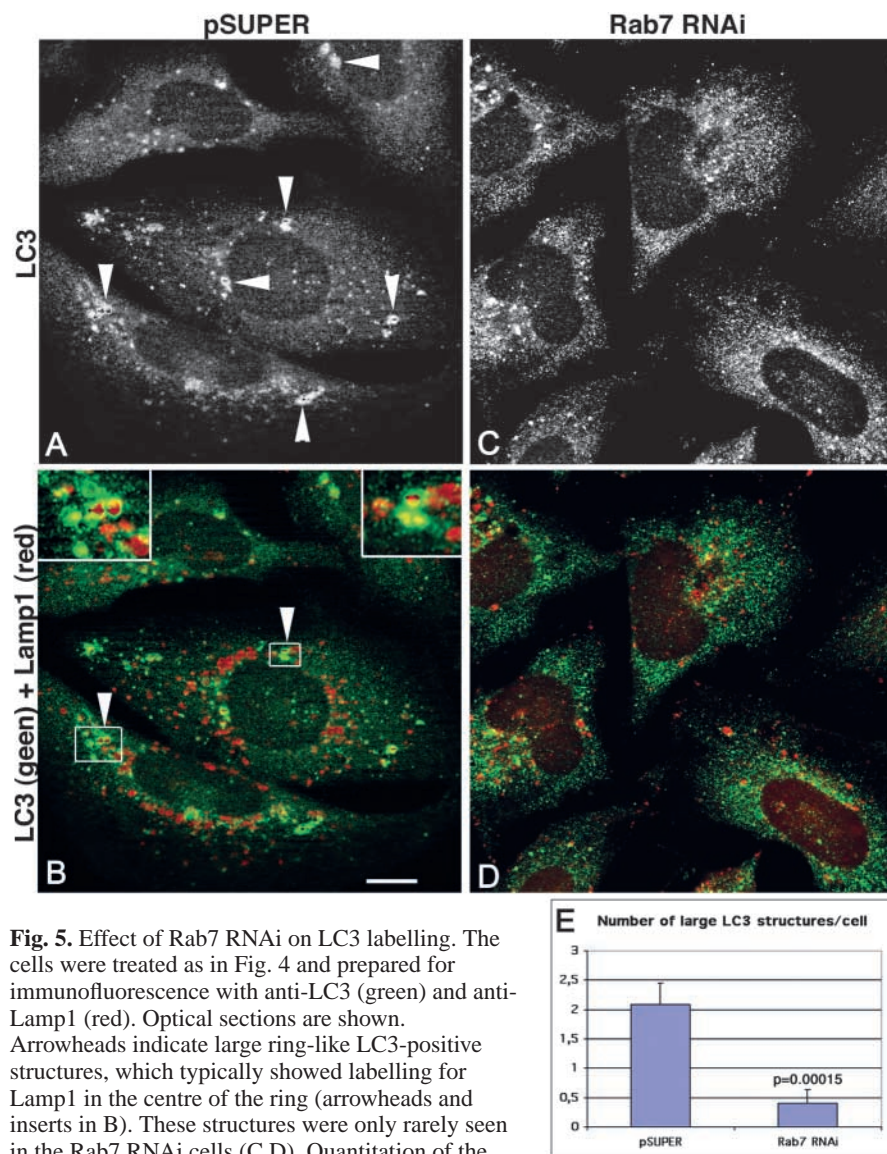 pSUPER
Rab7 RNAi
LC3
A
C
LC3 (geen) + Lamp1 (red)
B
D
Fig. 5. Effect of Rab7 RNAi on LC3 labelling. The
cells were treated as in Fig. 4 and prepared for
immunofluorescence with anti-LC3 (green) and anti-
Lamp1 (red). Optical sections are shown.
Arrowheads indicate large ring-like LC3-positive
structures, which typically showed labelling for
Lamp1 in the centre of the ring (arrowheads and
inserts in B). These structures were only rarely seen
in the Rab7 RNAi cells (C,D). Quantitation of the
E
Number of large LC3 structures/cell
3
2,5
2
1,5
1
0,5
0
p=0.00015
pSUPER
Rab7 RNAi